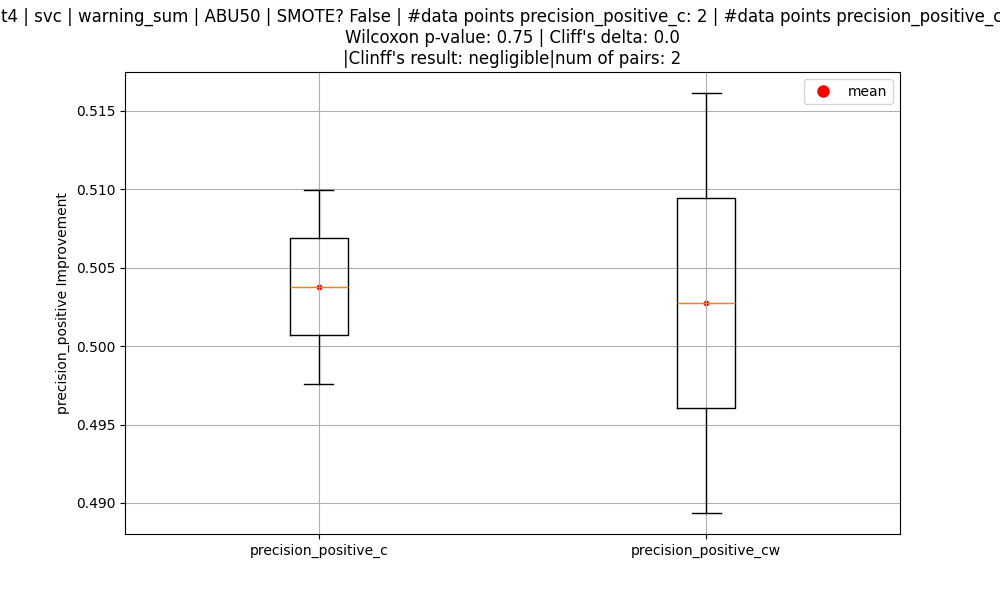 t4 | svc | warning_sum | ABU50 | SMOTE? False | #data points precision_positive_c: 2 | #data points precision_positive_c
Wilcoxon p-value: 0.75 | Cliff's delta: 0.0
|Clinff's result: negligible|num of pairs: 2
mean
0.515
0.510
0.505
0.500
0.495
0.490
precision_positive Improvement
precision_positive_c
precision_positive_cw